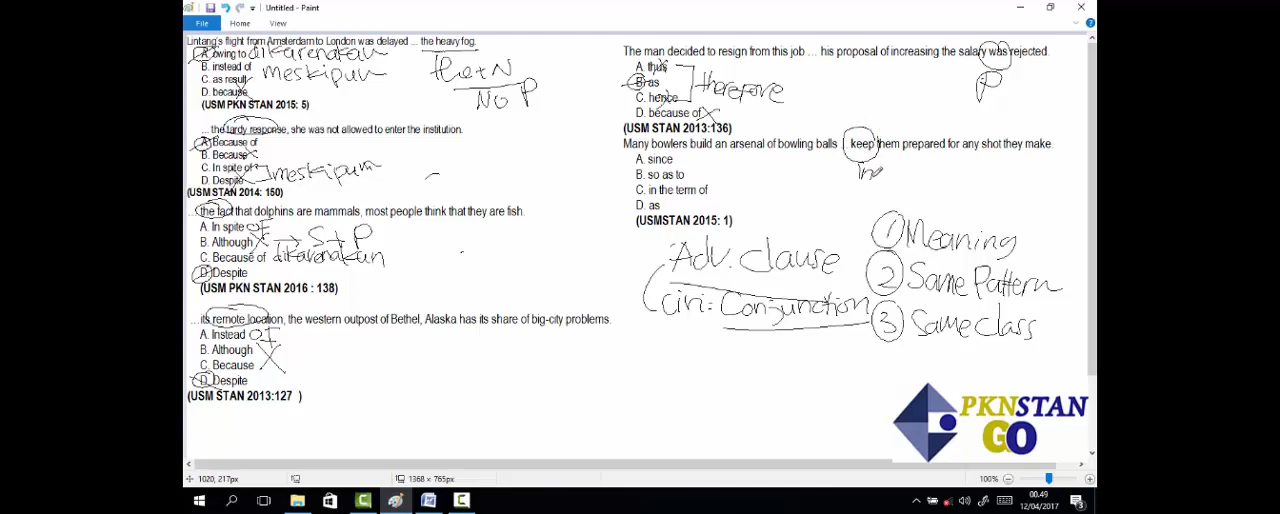 Untitled - Paint
File Home View
Lintang's flight from Amsterdam to London was delayed ... the heavy fog.
A. owing to dikarenakan
B. instead of
C. as result meskipun
D. because
the + N
No P
(USM PKN STAN 2015: 5)
... the tardy response, she was not allowed to enter the institution.
A. Because of
B. Because
C. In spite of
D. Despite
meskipun
(USM STAN 2014: 150)
... the fact that dolphins are mammals, most people think that they are fish.
A. In spite of
B. Although → S + P
C. Because of dikarenakan
D. Despite
(USM PKN STAN 2016 : 138)
...its remote location, the western outpost of Bethel, Alaska has its share of big-city problems.
A. Instead of
B. Although
C. Because
D. Despite
(USM STAN 2013:127 )
The man decided to resign from this job ... his proposal of increasing the salary was rejected.
P
A. thus
B. as
C. hence
therefore
D. because of
(USM STAN 2013:136)
Many bowlers build an arsenal of bowling balls ... keep them prepared for any shot they make.
A. since
B. so as to
C. in the term of
D. as
(USMSTAN 2015: 1)
Adv. clause
Ciri: Conjunction
1 Meaning
2 Same Pattern
3 Same class
PKNSTAN
GO
1020, 217px
1368 × 765px
100%
00.49
12/04/2017